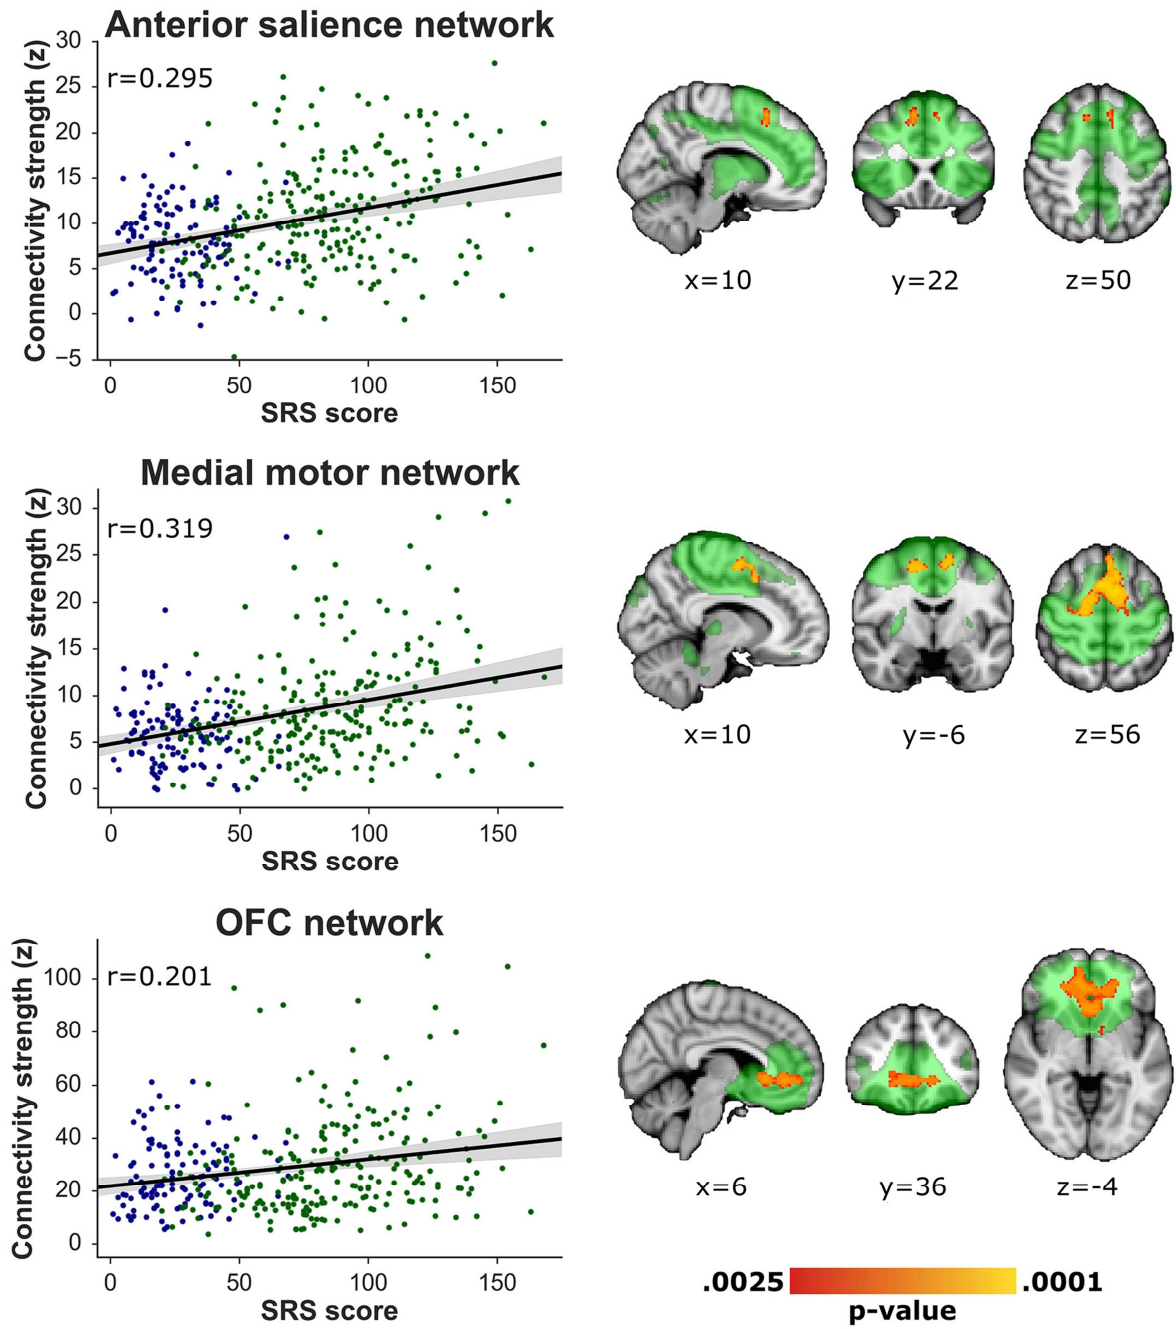 Anterior salience network
r=0.295
Connectivity strength (z)
30
25
20
15
10
5
0
−5
0 50 100 150
SRS score
x=10 y=22 z=50
Medial motor network
r=0.319
Connectivity strength (z)
30
25
20
15
10
5
0
0 50 100 150
SRS score
x=10 y=-6 z=56
OFC network
r=0.201
Connectivity strength (z)
100
80
60
40
20
0
0 50 100 150
SRS score
x=6 y=36 z=-4
.0025 .0001
p-value